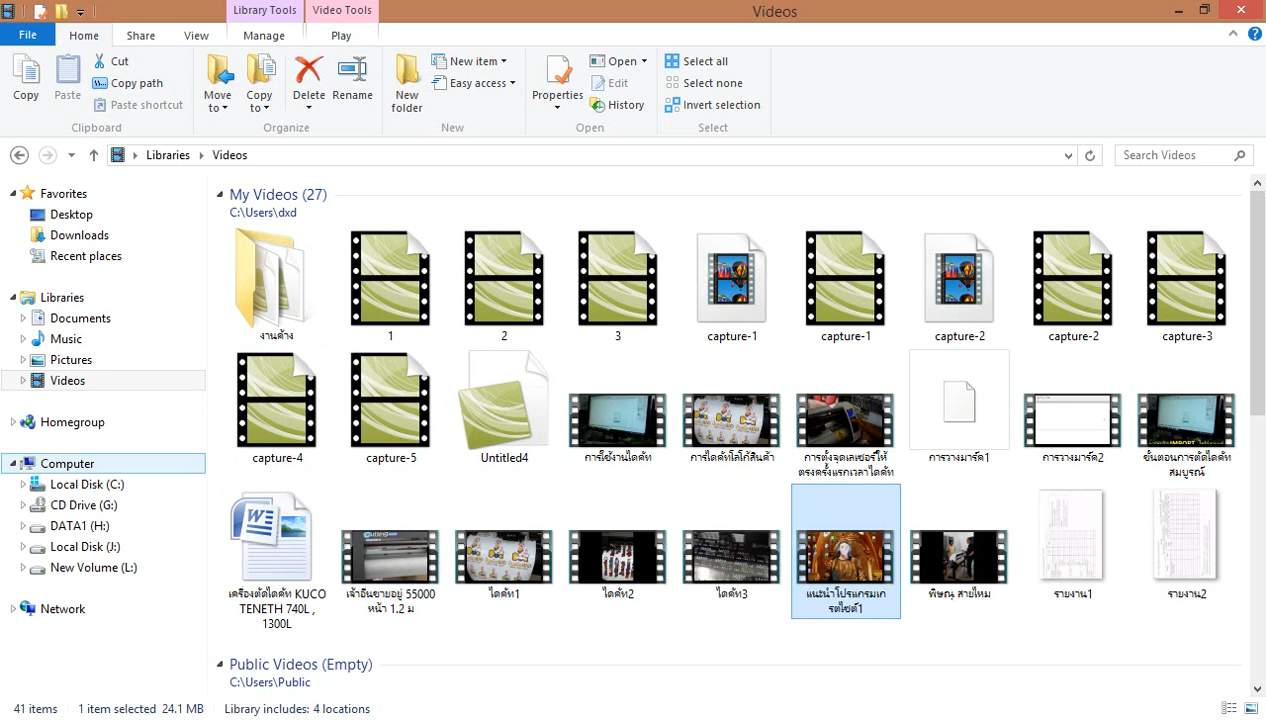 Library Tools
Video Tools
Videos
File
Home
Share
View
Manage
Play
Copy
Paste
Cut
Copy path
Paste shortcut
Clipboard
Move to
Copy to
Delete
Rename
Organize
New folder
New item
Easy access
New
Properties
Open
Edit
History
Open
Select all
Select none
Invert selection
Select
Libraries
Videos
Search Videos
Favorites
Desktop
Downloads
Recent places
Libraries
Documents
Music
Pictures
Videos
Homegroup
Computer
Local Disk (C:)
CD Drive (G:)
DATA1 (H:)
Local Disk (J:)
New Volume (L:)
Network
My Videos (27)
C:\Users\dxd
งานค้าง
1
2
3
capture-1
capture-1
capture-2
capture-2
capture-3
capture-4
capture-5
Untitled4
การใช้งานไดคัท
การไดคัทโลโก้สินค้า
การตั้งจุดเลเซอร์ให้
ตรงครั้งแรกเวลาไดคัท
การวางมาร์ค1
การวางมาร์ค2
ขั้นตอนการตัดไดคัท
สมบูรณ์
เครื่องตัดไดคัท KUCO
TENETH 740L ,
1300L
เจ้าอื่นขายอยู่ 55000
หน้า 1.2 ม
ไดคัท1
ไดคัท2
ไดคัท3
แนะนำโปรแกรมเก
รตไซต์1
พิษณุ สายไหม
รายงาน1
รายงาน2
Public Videos (Empty)
C:\Users\Public
41 items
1 item selected 24.1 MB
Library includes: 4 locations